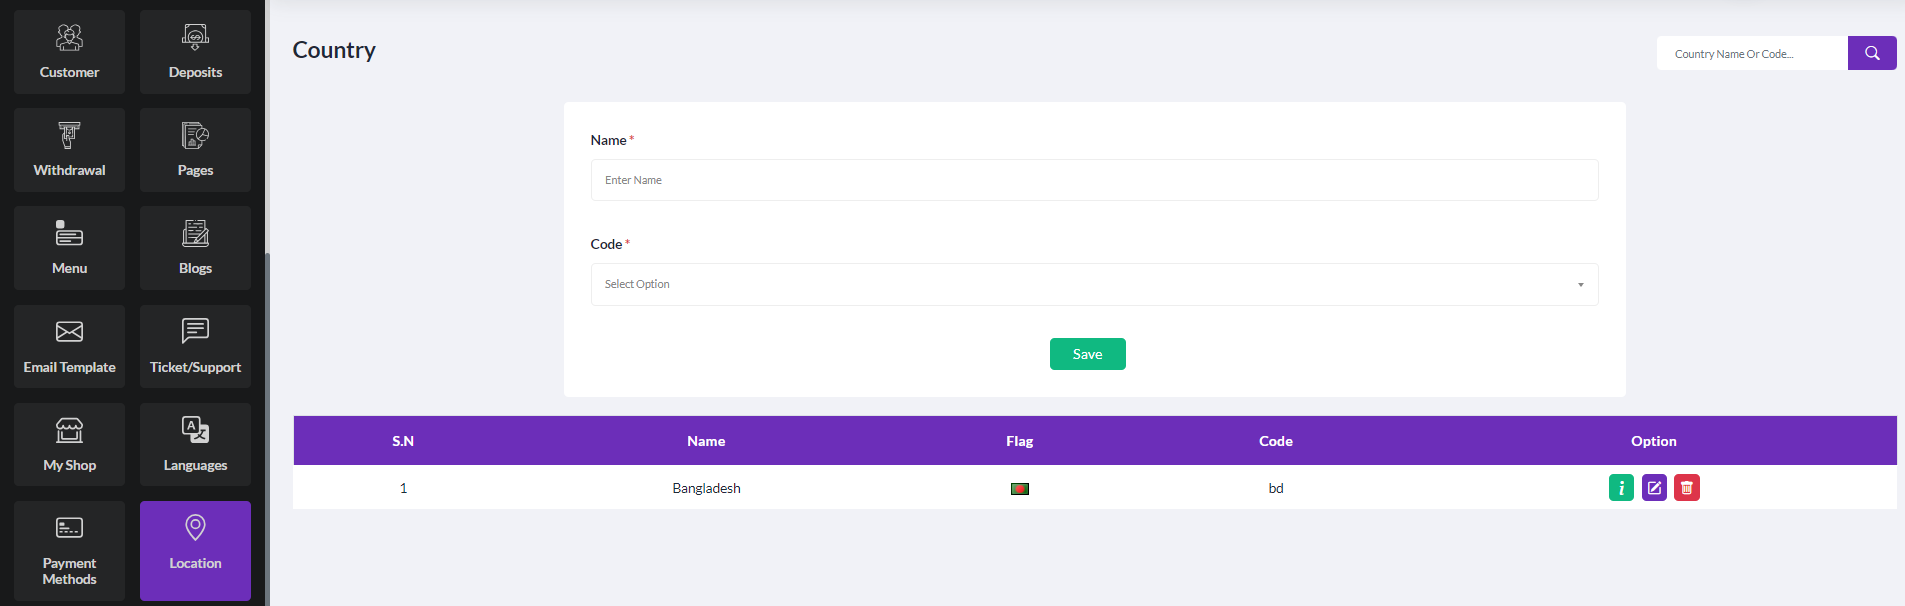 Customer
Deposits
Withdrawal
Pages
Menu
Blogs
Email Template
Ticket/Support
My Shop
Languages
Payment
Methods
Location
Country
Country Name Or Code...
Name*
Enter Name
Code*
Select Option
Save
S.N Name Flag Code Option
1 Bangladesh bd